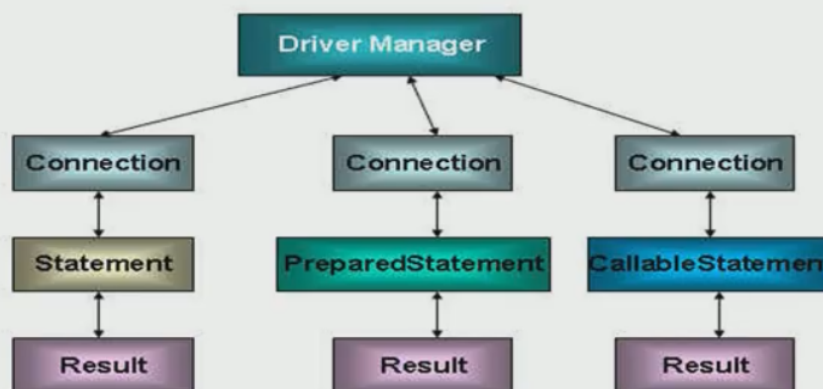 Driver Manager
Connection Connection Connection
Statement PreparedStatement CallableStatemen
Result Result Result